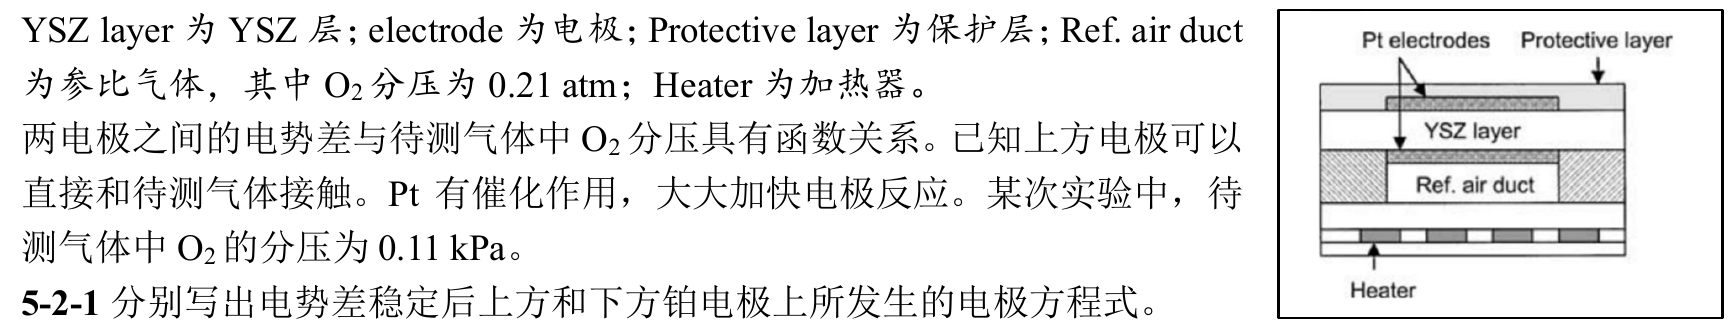 YSZ layer 为 YSZ 层; electrode 为电极; Protective layer 为保护层; Ref. air duct
为参比气体，其中 O₂分压为 0.21 atm；Heater 为加热器。
两电极之间的电势差与待测气体中 O₂分压具有函数关系。已知上方电极可以
直接和待测气体接触。Pt 有催化作用，大大加快电极反应。某次实验中，待
测气体中 O₂的分压为 0.11 kPa。
5-2-1 分别写出电势差稳定后上方和下方铂电极上所发生的电极方程式。
Pt electrodes Protective layer
YSZ layer
Ref. air duct
Heater